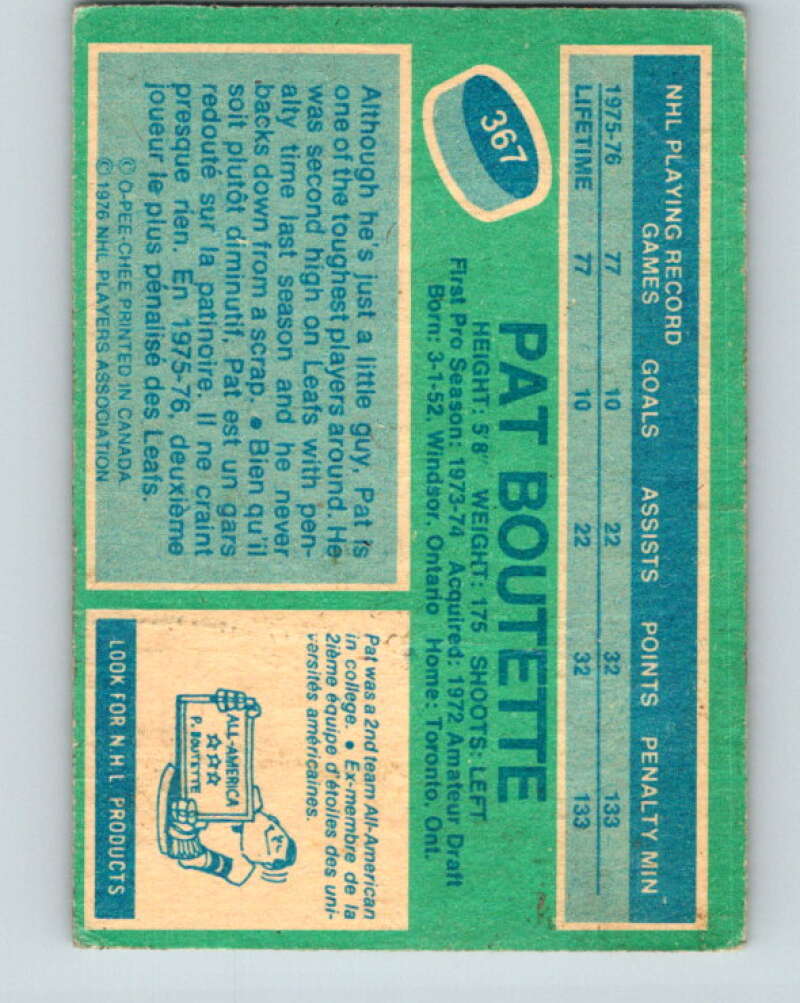 NHL PLAYING RECORD
GAMES GOALS ASSISTS POINTS PENALTY MIN
1975-76 77 10 22 32 133
LIFETIME 77 10 22 32 133
367
PAT BOUTETTE
HEIGHT: 5'8" WEIGHT: 175 SHOOTS: LEFT
First Pro Season: 1973-74 Acquired: 1972 Amateur Draft
Born: 3-1-52, Windsor, Ontario Home: Toronto, Ont.
Although he's just a little guy, Pat is
one of the toughest players around. He
was second high on Leafs with pen-
alty time last season and he never
backs down from a scrap. • Bien qu'il
soit plutôt diminutif, Pat est un gars
redouté sur la patinoire. Il ne craint
presque rien. En 1975-76, deuxième
joueur le plus pénalisé des Leafs.
© O-PEE-CHEE PRINTED IN CANADA
© 1976 NHL PLAYERS ASSOCIATION
Pat was a 2nd team All-American
in college. • Ex-membre de la
2ième équipe d'étoiles des uni-
versités américaines.
ALL-AMERICA
P. BOUTETTE
LOOK FOR N.H.L. PRODUCTS